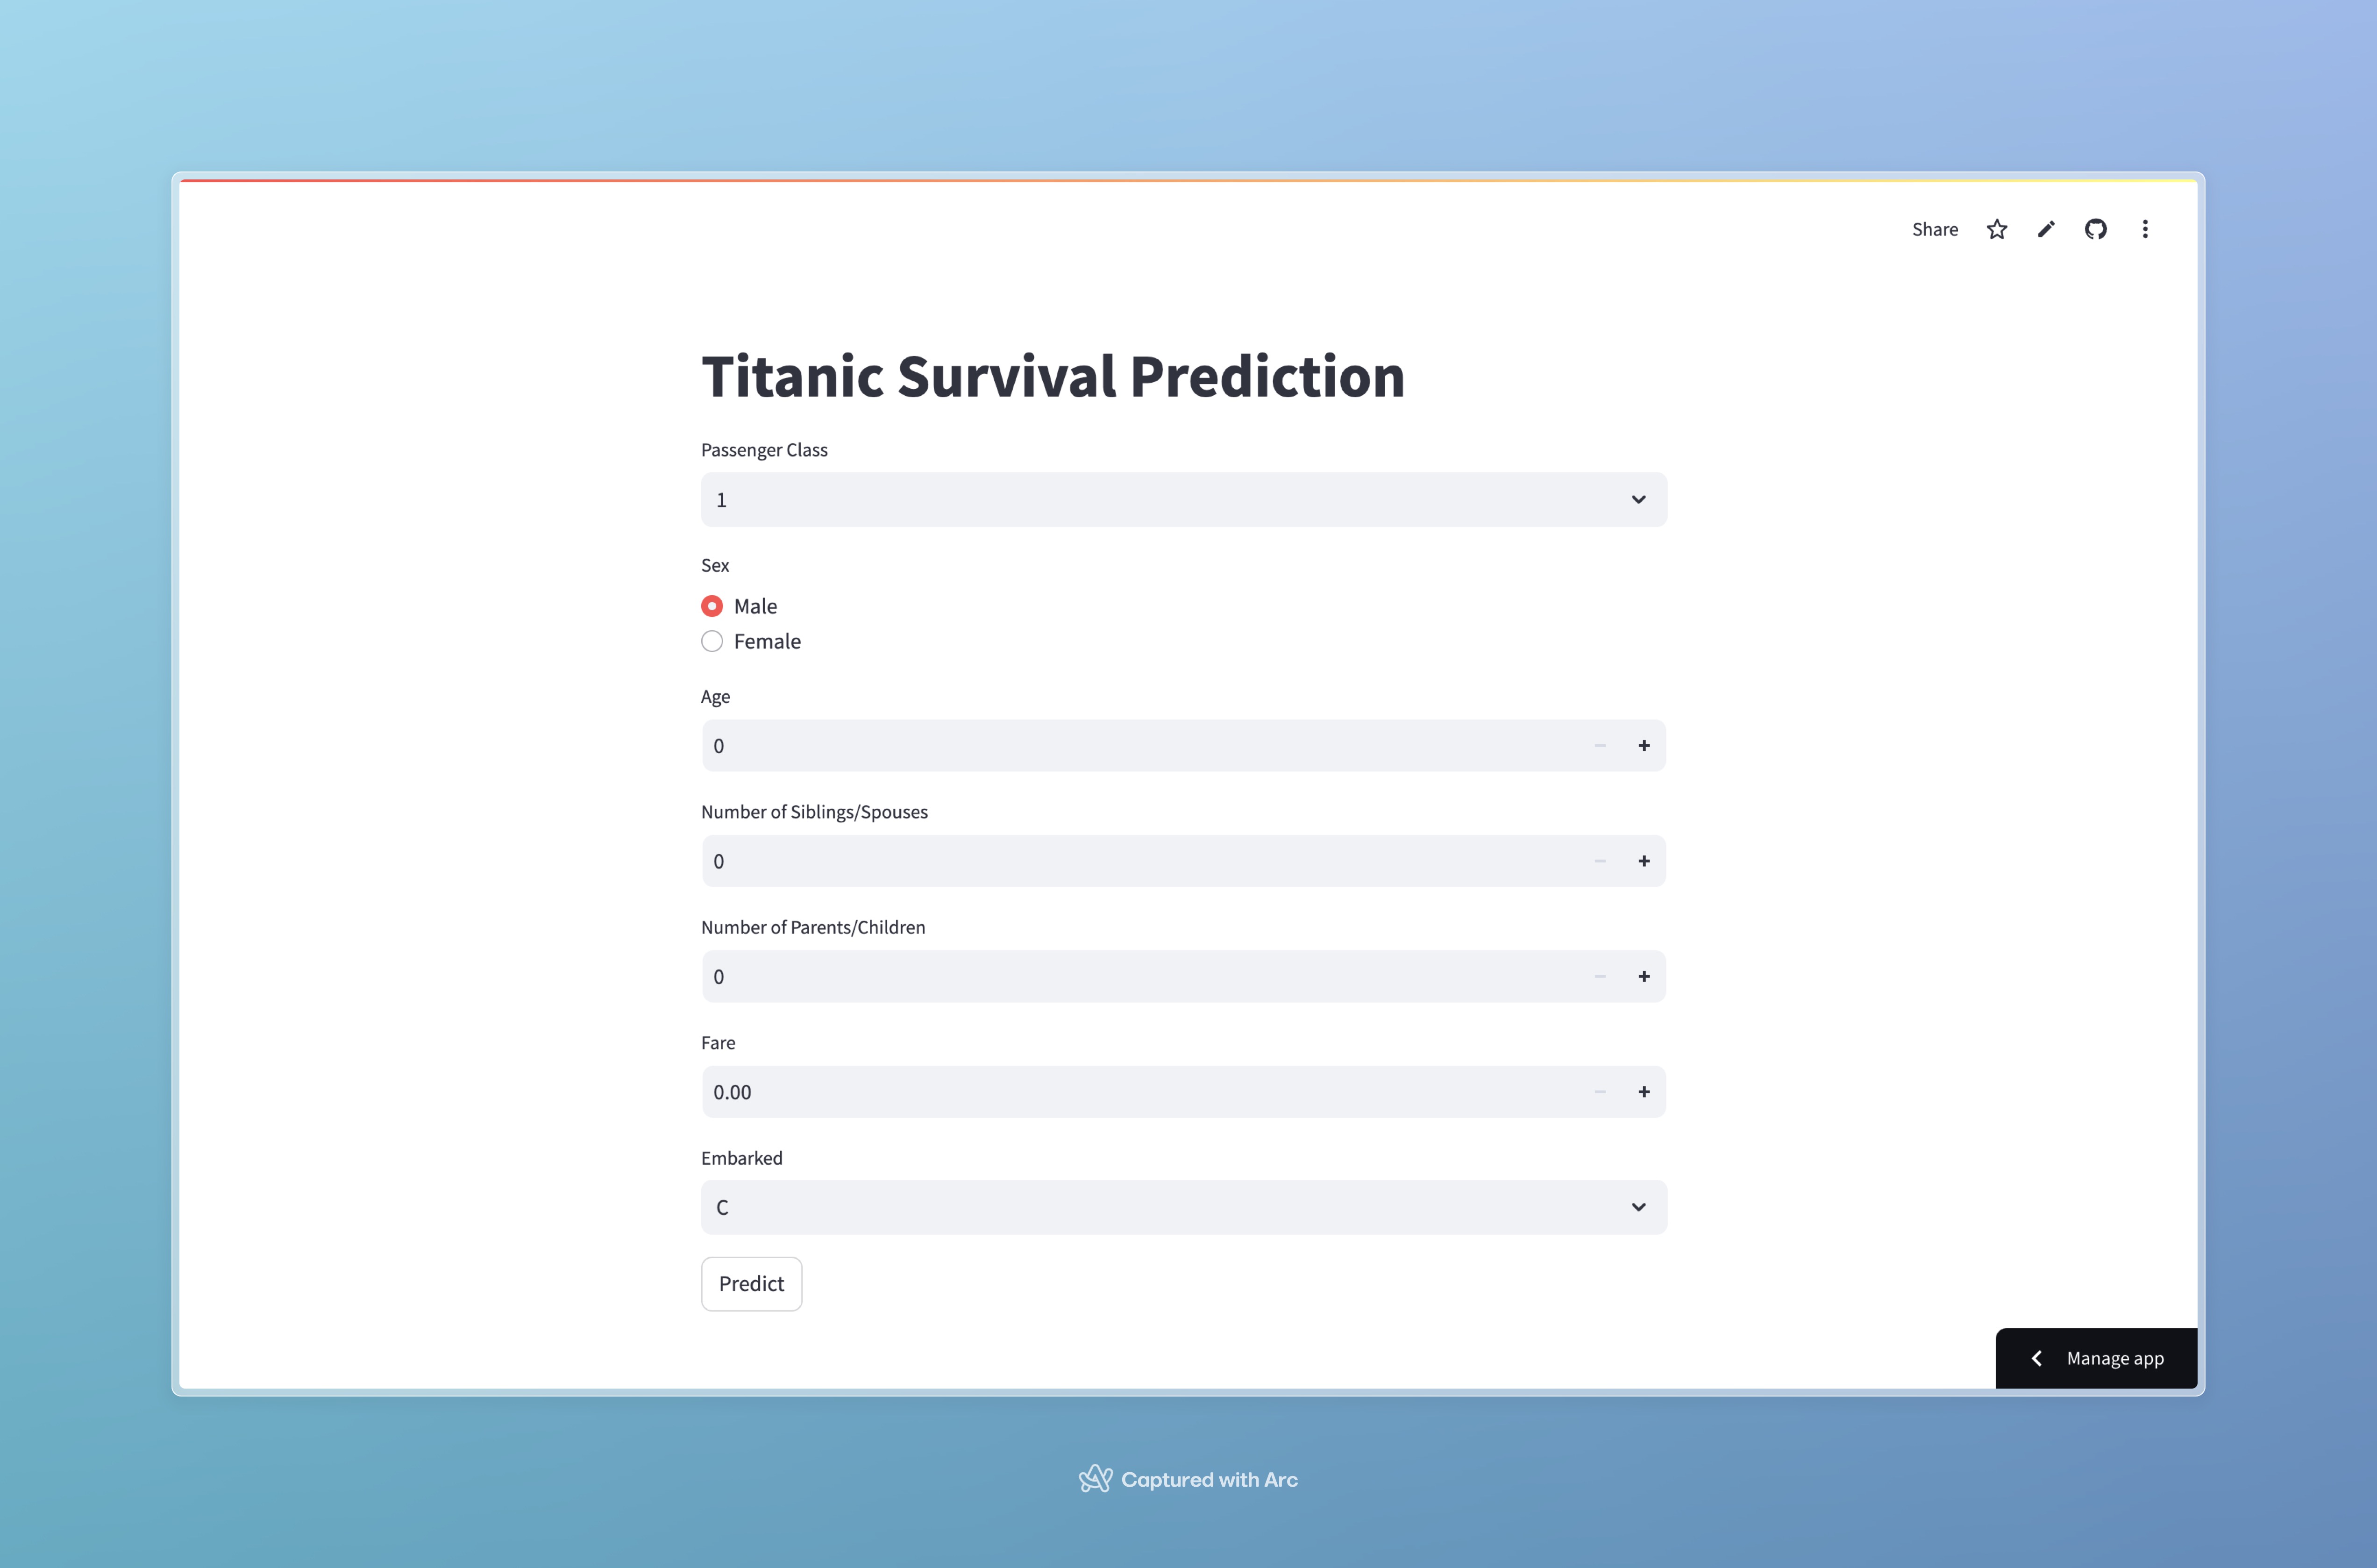 Share
Titanic Survival Prediction
Passenger Class
1
Sex
Male
Female
Age
0
Number of Siblings/Spouses
0
Number of Parents/Children
0
Fare
0.00
Embarked
C
Predict
Manage app
Captured with Arc